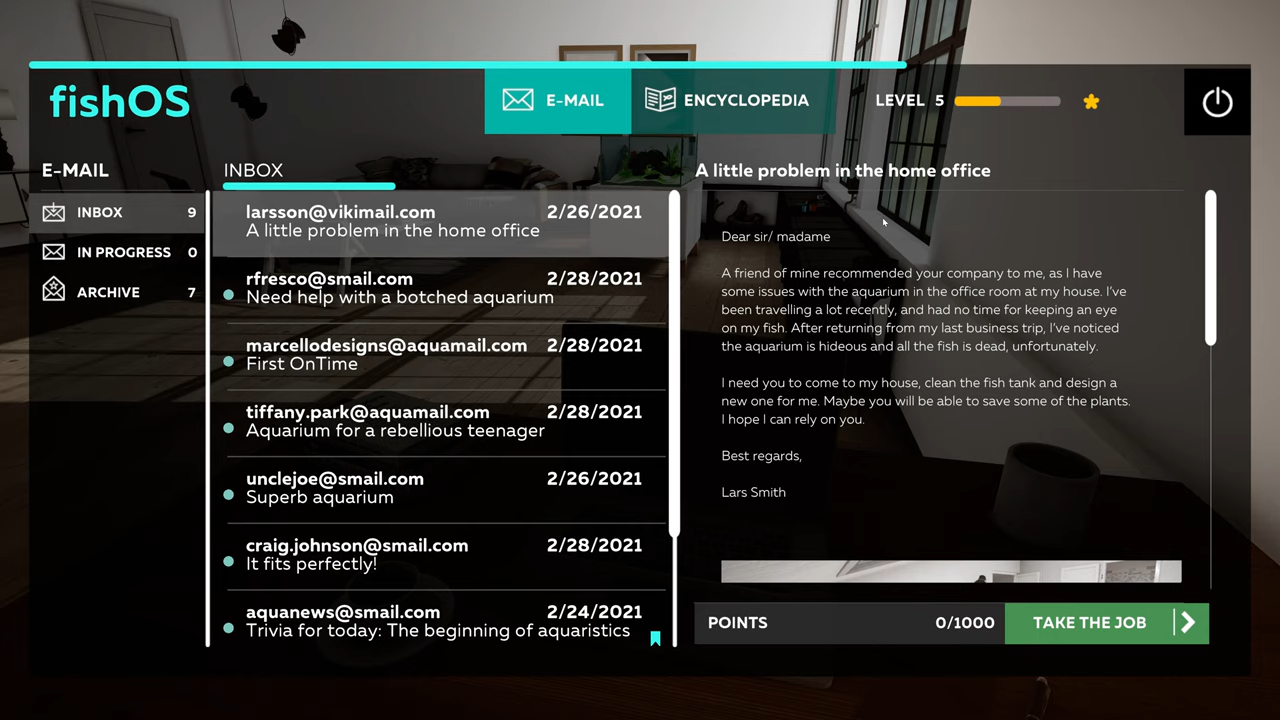 fishOS
E-MAIL
ENCYCLOPEDIA
LEVEL 5
E-MAIL
INBOX 9
IN PROGRESS 0
ARCHIVE 7
INBOX
larsson@vikimail.com 2/26/2021
A little problem in the home office
rfresco@smail.com 2/28/2021
Need help with a botched aquarium
marcellodesigns@aquamail.com 2/28/2021
First OnTime
tiffany.park@aquamail.com 2/28/2021
Aquarium for a rebellious teenager
unclejoe@smail.com 2/26/2021
Superb aquarium
craig.johnson@smail.com 2/28/2021
It fits perfectly!
aquanews@smail.com 2/24/2021
Trivia for today: The beginning of aquaristics
A little problem in the home office
Dear sir/ madame
A friend of mine recommended your company to me, as I have
some issues with the aquarium in the office room at my house. I've
been travelling a lot recently, and had no time for keeping an eye
on my fish. After returning from my last business trip, I've noticed
the aquarium is hideous and all the fish is dead, unfortunately.
I need you to come to my house, clean the fish tank and design a
new one for me. Maybe you will be able to save some of the plants.
I hope I can rely on you.
Best regards,
Lars Smith
POINTS 0/1000
TAKE THE JOB